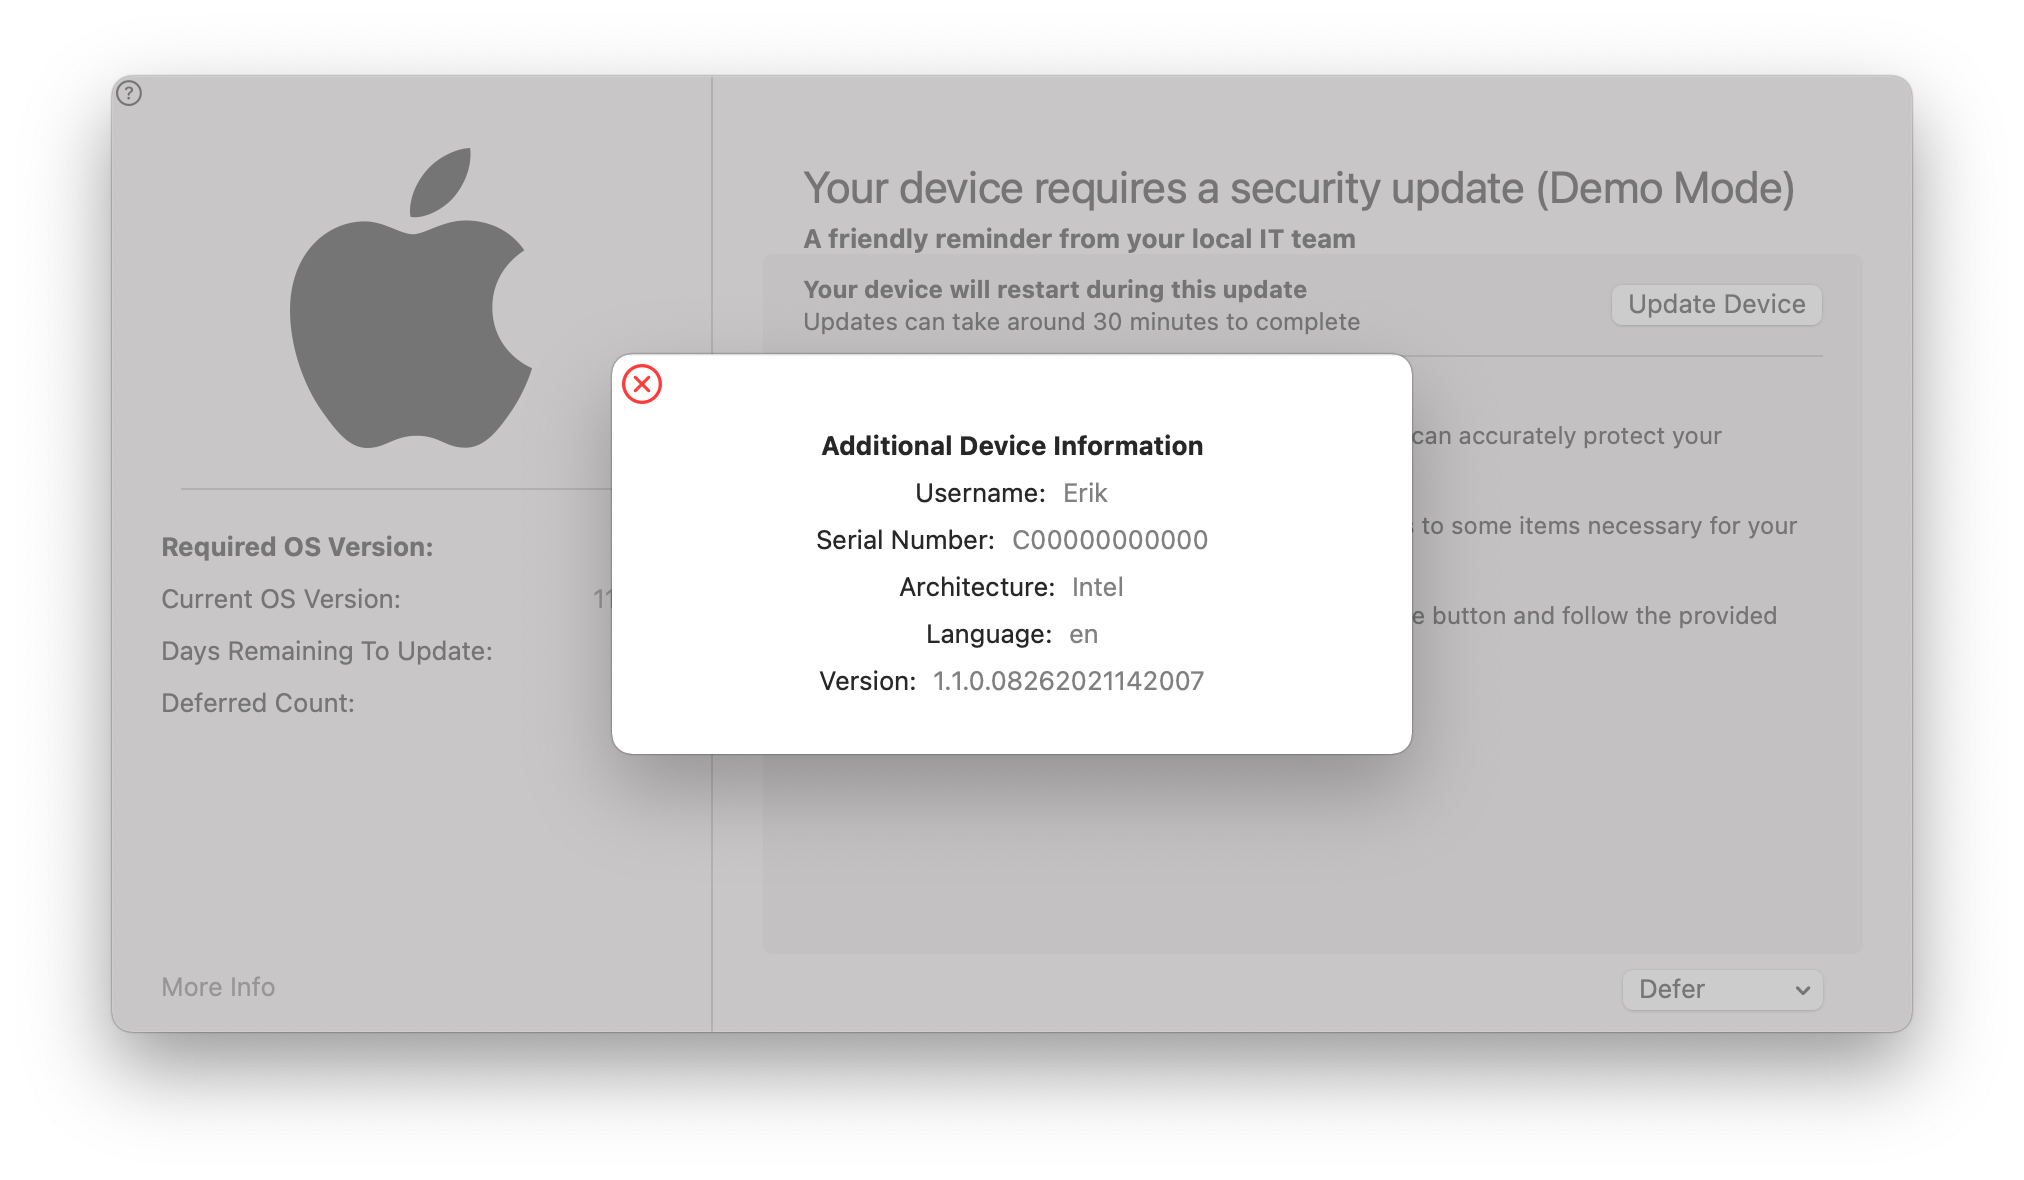 ?
Your device requires a security update (Demo Mode)
A friendly reminder from your local IT team
Your device will restart during this update
Updates can take around 30 minutes to complete
Update Device
can accurately protect your
to some items necessary for your
button and follow the provided
Required OS Version:
Current OS Version: 11
Days Remaining To Update:
Deferred Count:
More Info
Defer
Additional Device Information
Username: Erik
Serial Number: C00000000000
Architecture: Intel
Language: en
Version: 1.1.0.08262021142007